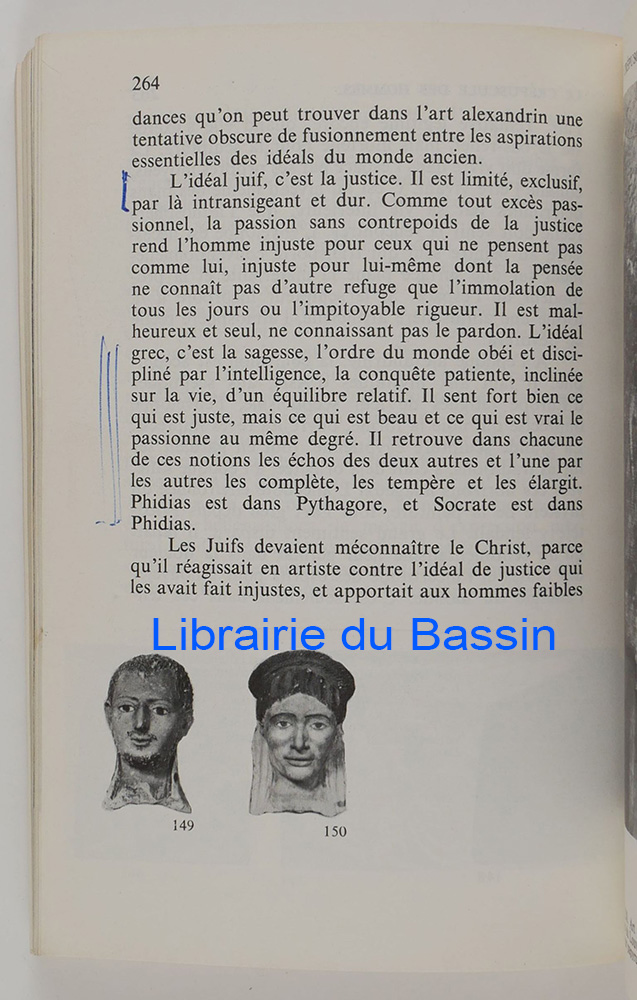 264
dances qu'on peut trouver dans l'art alexandrin une
tentative obscure de fusionnement entre les aspirations
essentielles des idéals du monde ancien.
L'idéal juif, c'est la justice. Il est limité, exclusif,
par là intransigeant et dur. Comme tout excès pas-
sionnel, la passion sans contrepoids de la justice
rend l'homme injuste pour ceux qui ne pensent pas
comme lui, injuste pour lui-même dont la pensée
ne connaît pas d'autre refuge que l'immolation de
tous les jours ou l'impitoyable rigueur. Il est mal-
heureux et seul, ne connaissant pas le pardon. L'idéal
grec, c'est la sagesse, l'ordre du monde obéi et disci-
pliné par l'intelligence, la conquête patiente, inclinée
sur la vie, d'un équilibre relatif. Il sent fort bien ce
qui est juste, mais ce qui est beau et ce qui est vrai le
passionne au même degré. Il retrouve dans chacune
de ces notions les échos des deux autres et l'une par
les autres les complète, les tempère et les élargit.
Phidias est dans Pythagore, et Socrate est dans
Phidias.
Les Juifs devaient méconnaître le Christ, parce
qu'il réagissait en artiste contre l'idéal de justice qui
les avait fait injustes, et apportait aux hommes faibles
Librairie du Bassin
149
150